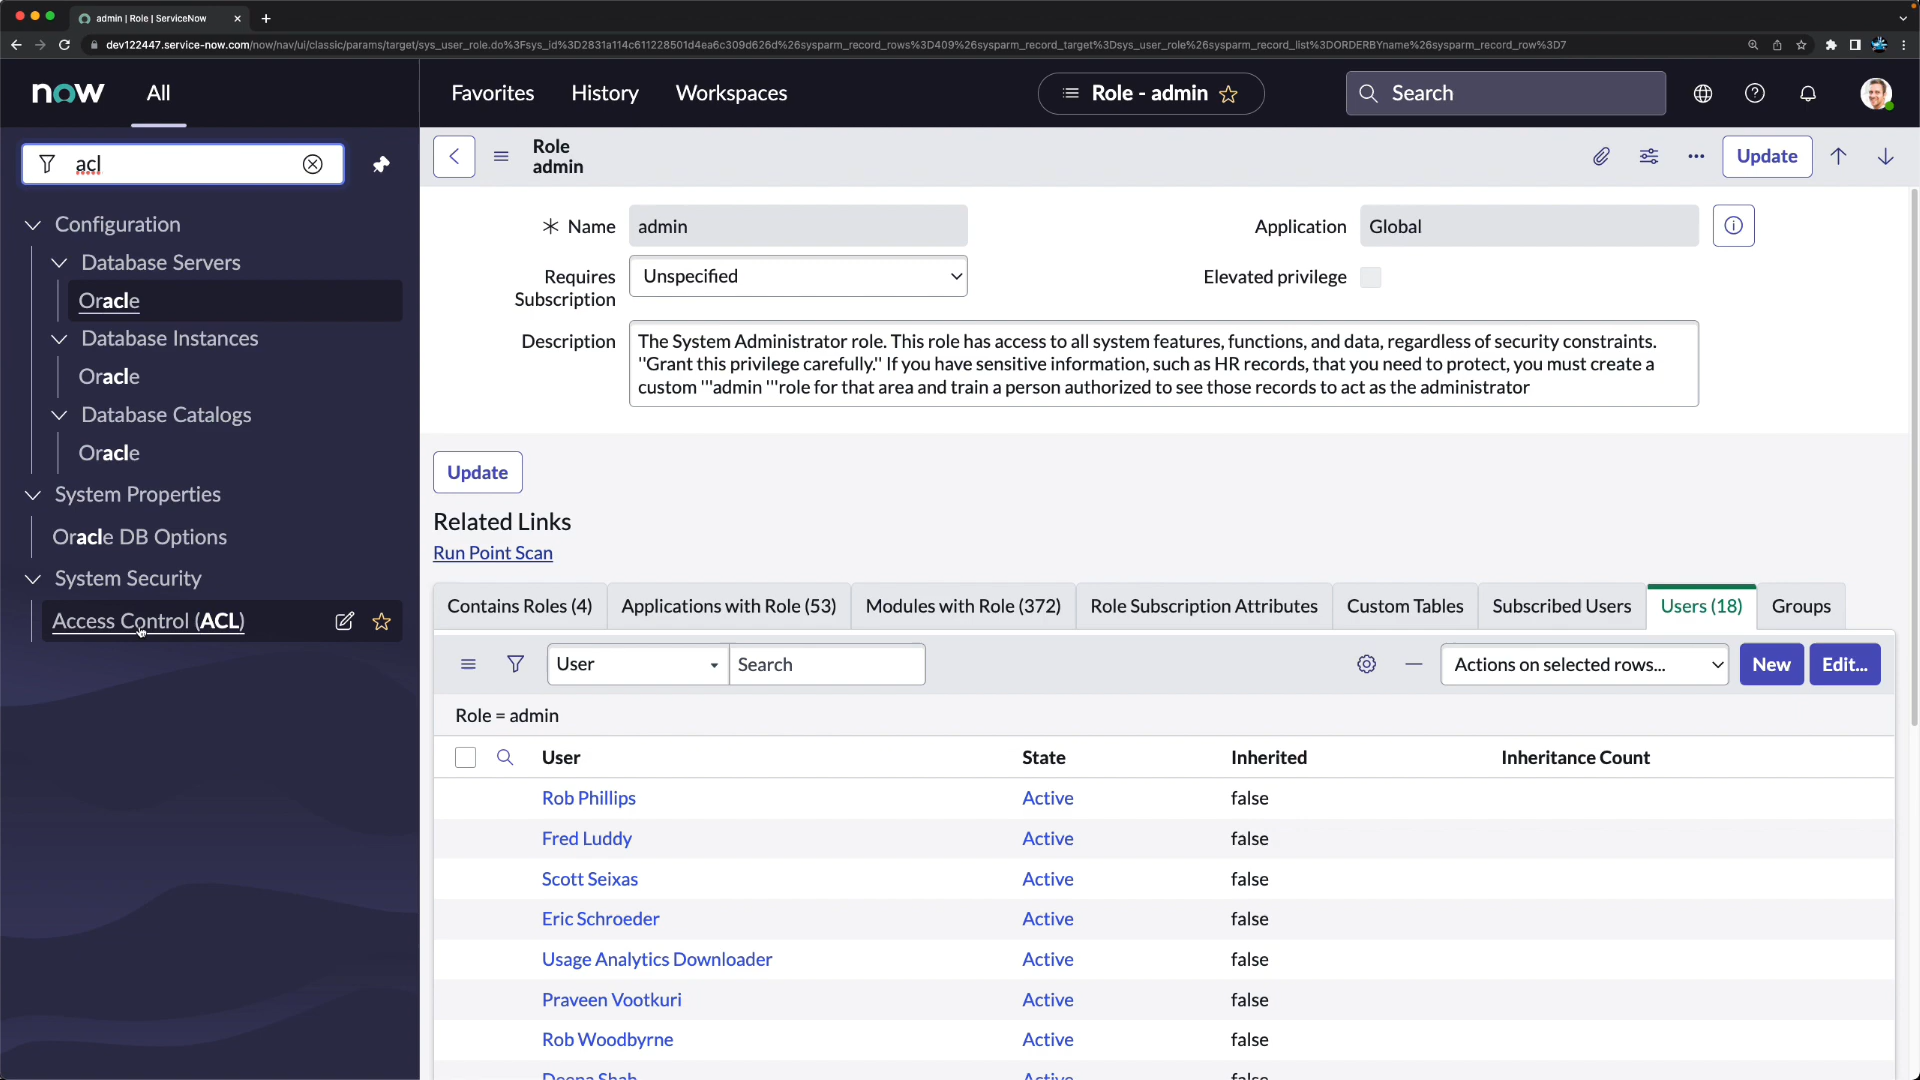 admin | Role | ServiceNow
dev122447.service-now.com/now/nav/ui/classic/params/target/sys_user_role.do%3Fsys_id%3D2831a114c611228501d4ea6c309d626d%26sysparm_record_rows%3D409%26sysparm_record_target%3Dsys_user_role%26sysparm_record_list%3DORDERBYname%26sysparm_record_row%3D7
now All Favorites History Workspaces Role - admin Search
acl
Configuration
Database Servers
Oracle
Database Instances
Oracle
Database Catalogs
Oracle
System Properties
Oracle DB Options
System Security
Access Control (ACL)
Role
admin
Update
Name admin
Application Global
Requires Subscription Unspecified
Elevated privilege
Description
The System Administrator role. This role has access to all system features, functions, and data, regardless of security constraints.
''Grant this privilege carefully.'' If you have sensitive information, such as HR records, that you need to protect, you must create a
custom '''admin '''role for that area and train a person authorized to see those records to act as the administrator
Update
Related Links
Run Point Scan
Contains Roles (4) Applications with Role (53) Modules with Role (372) Role Subscription Attributes Custom Tables Subscribed Users Users (18) Groups
User Search Actions on selected rows... New Edit...
Role = admin
User State Inherited Inheritance Count
Rob Phillips Active false
Fred Luddy Active false
Scott Seixas Active false
Eric Schroeder Active false
Usage Analytics Downloader Active false
Praveen Vootkuri Active false
Rob Woodbyrne Active false
Deepa Shah Active false